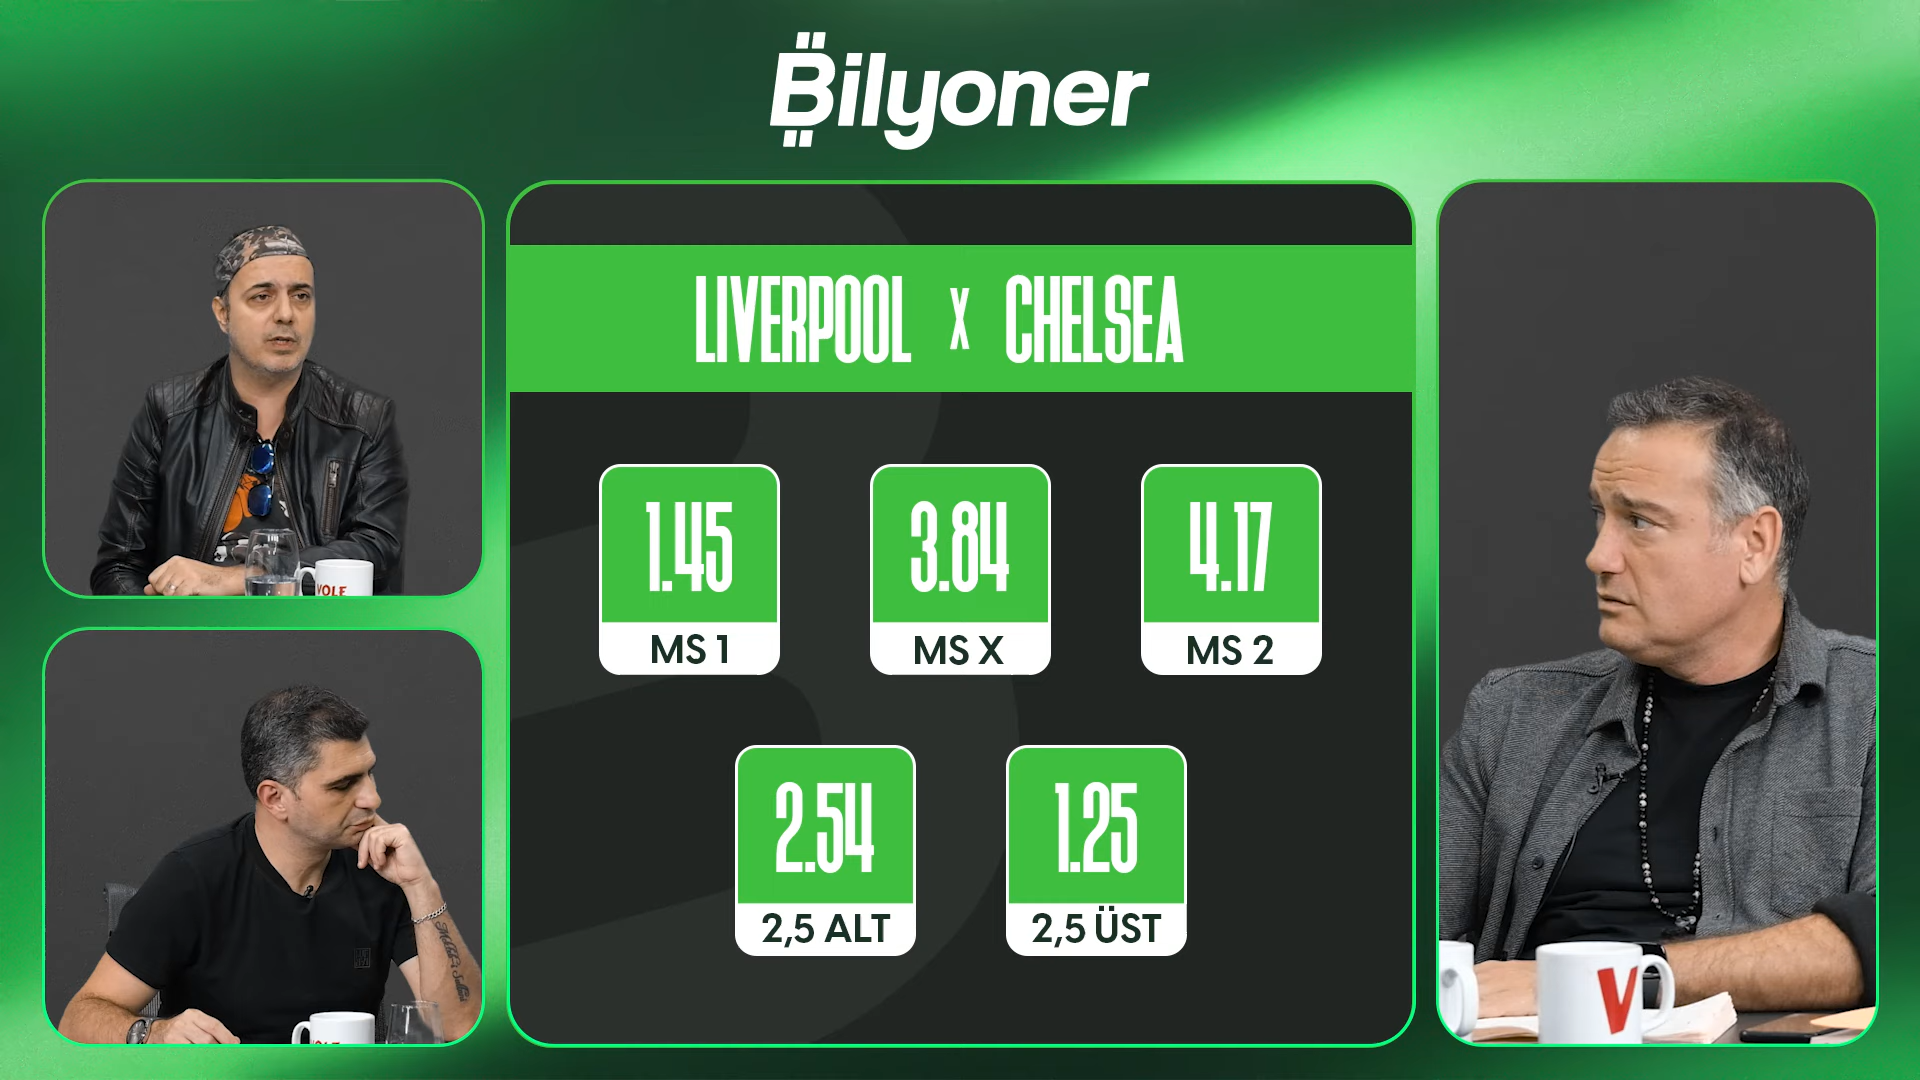 Bilyoner
LIVERPOOL X CHELSEA
1.45
MS 1
3.84
MS X
4.17
MS 2
2.54
2,5 ALT
1.25
2,5 ÜST
VOLE
V